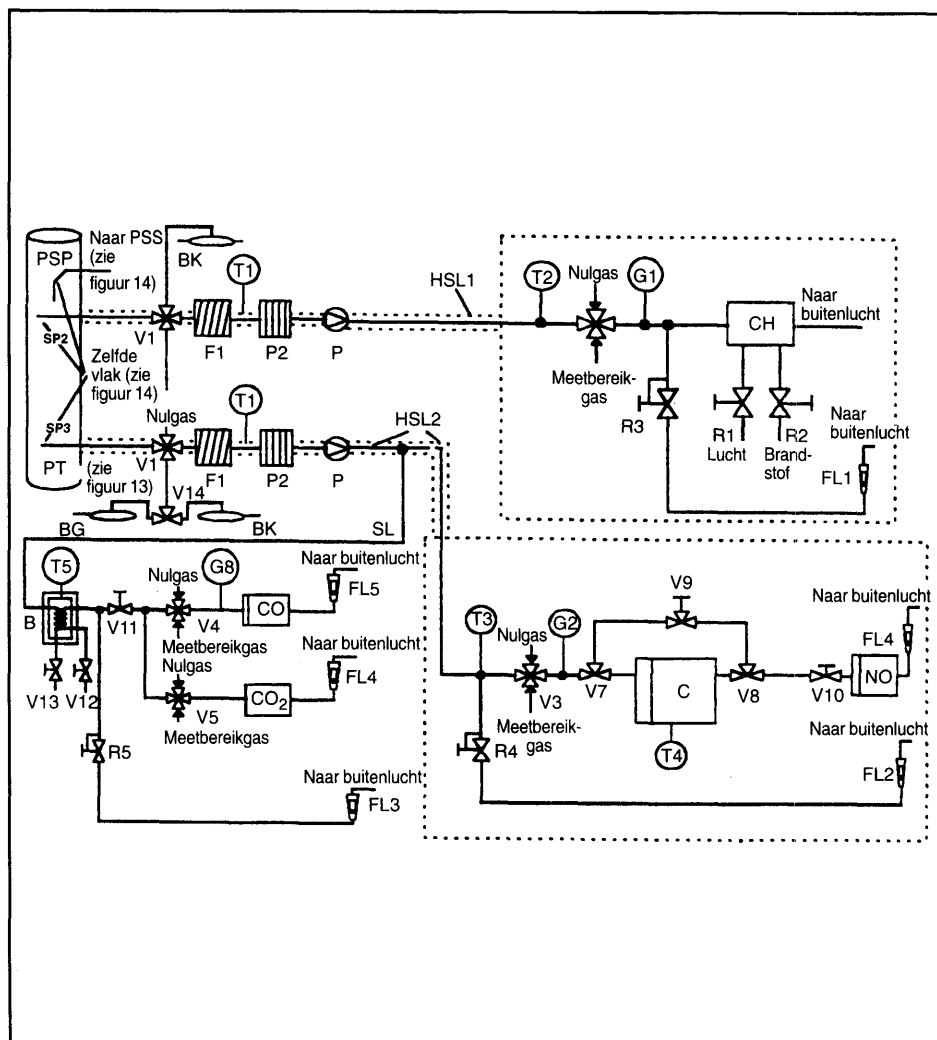 Naar PSS
(zie
figuur 14)
PSP
BK
T1
HSL1
T2
Nulgas
G1
CH
Naar
buitenlucht
SP2
V1
F1
P2
P
Meetbereik-
gas
Zelfde
vlak (zie
figuur 14)
R3
R1
Lucht
R2
Brand-
stof
Naar
buitenlucht
FL1
SP3
Nulgas
T1
HSL2
PT
(zie
figuur 13)
V1
F1
P2
P
V14
BG
BK
SL
T5
B
V11
Nulgas
G8
CO
Naar buitenlucht
FL5
V4
Meetbereikgas
Nulgas
CO2
Naar buitenlucht
FL4
V13
V12
V5
Meetbereikgas
R5
Naar buitenlucht
FL3
T3
Nulgas
G2
V9
Naar buitenlucht
FL4
V3
V7
C
V8
V10
NO
Meetbereik-
gas
R4
T4
Naar buitenlucht
FL2